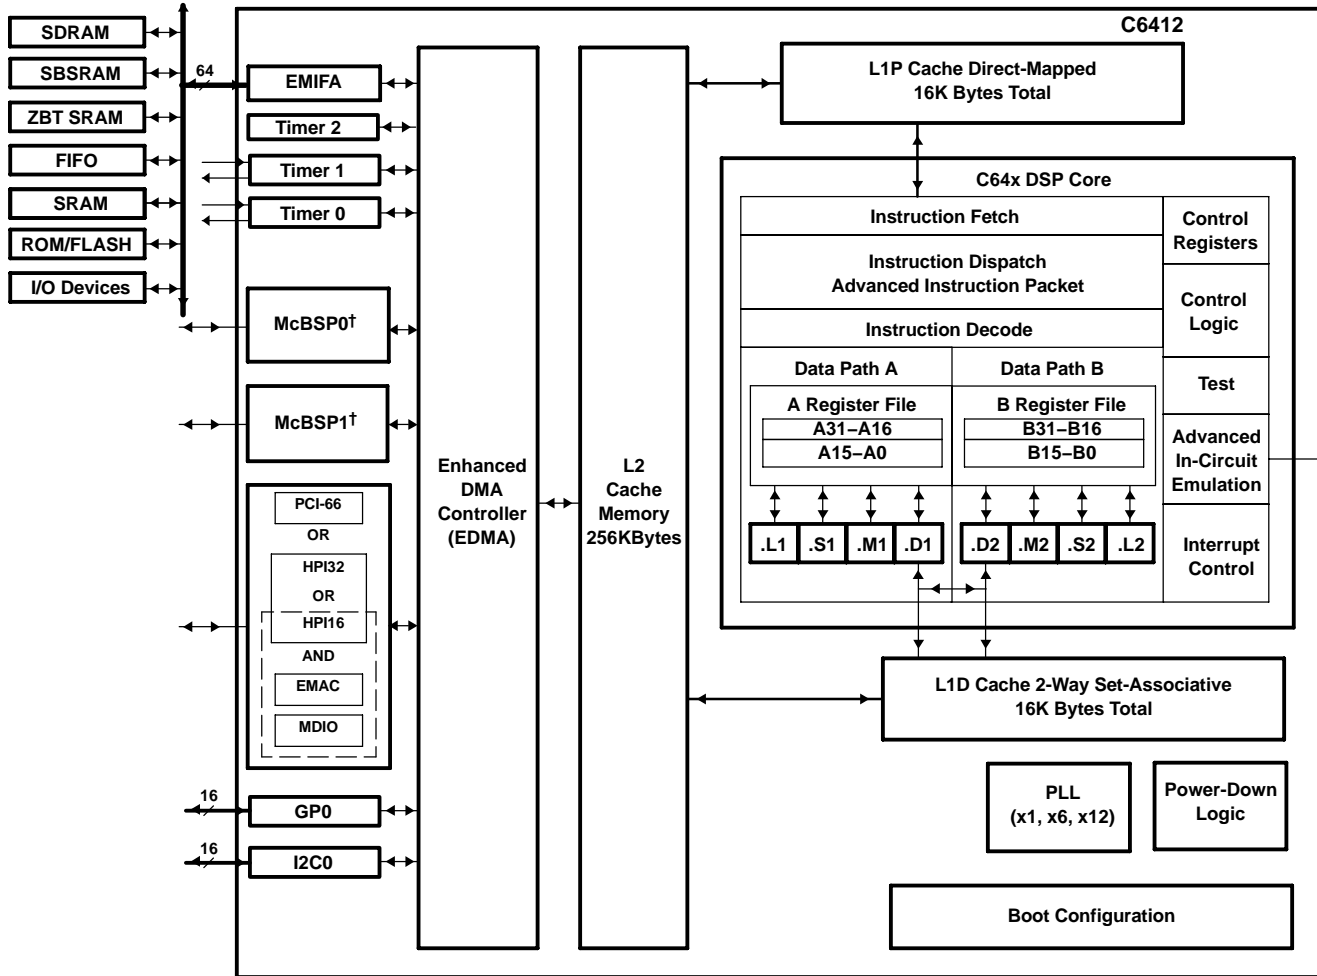 C6412
SDRAM
SBSRAM
ZBT SRAM
FIFO
SRAM
ROM/FLASH
I/O Devices
64
EMIFA
Timer 2
Timer 1
Timer 0
McBSP0†
McBSP1†
PCI-66
OR
HPI32
OR
HPI16
AND
EMAC
MDIO
16
GP0
16
I2C0
Enhanced
DMA
Controller
(EDMA)
L2
Cache
Memory
256KBytes
L1P Cache Direct-Mapped
16K Bytes Total
C64x DSP Core
Instruction Fetch
Instruction Dispatch
Advanced Instruction Packet
Instruction Decode
Data Path A
A Register File
A31–A16
A15–A0
.L1
.S1
.M1
.D1
Data Path B
B Register File
B31–B16
B15–B0
.D2
.M2
.S2
.L2
Control
Registers
Control
Logic
Test
Advanced
In-Circuit
Emulation
Interrupt
Control
L1D Cache 2-Way Set-Associative
16K Bytes Total
PLL
(x1, x6, x12)
Power-Down
Logic
Boot Configuration